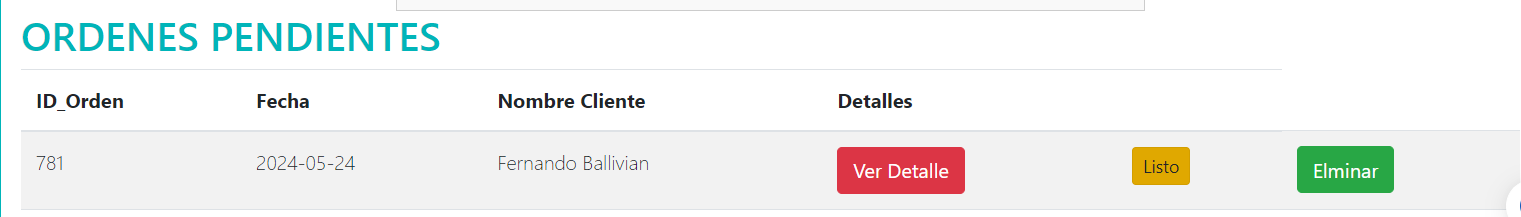 ORDENES PENDIENTES
ID_Orden Fecha Nombre Cliente Detalles
781 2024-05-24 Fernando Ballivian Ver Detalle Listo Elminar